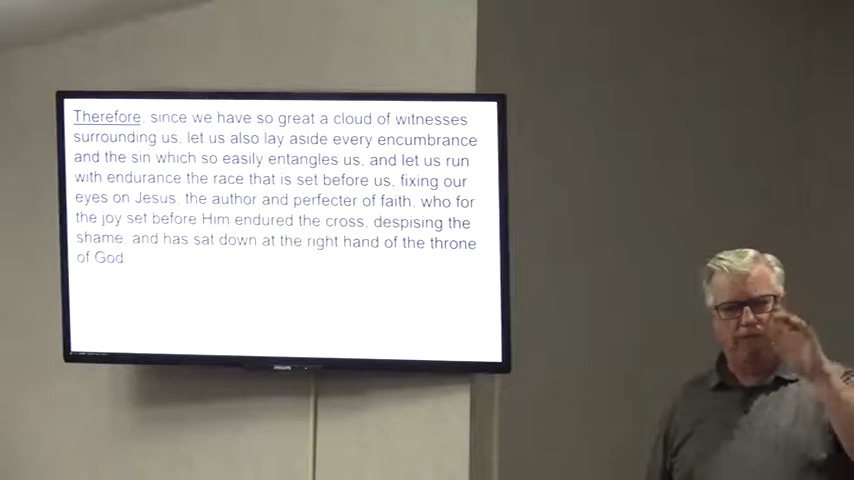 Therefore, since we have so great a cloud of witnesses
surrounding us, let us also lay aside every encumbrance
and the sin which so easily entangles us, and let us run
with endurance the race that is set before us, fixing our
eyes on Jesus, the author and perfecter of faith, who for
the joy set before Him endured the cross, despising the
shame, and has sat down at the right hand of the throne
of God
PHILIPS